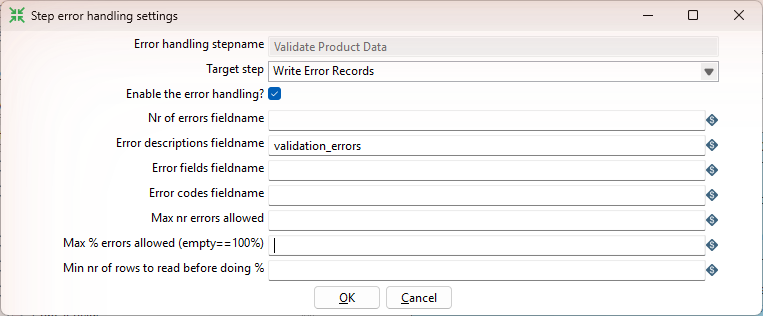 Step error handling settings
Error handling stepname Validate Product Data
Target step Write Error Records
Enable the error handling?
Nr of errors fieldname
Error descriptions fieldname validation_errors
Error fields fieldname
Error codes fieldname
Max nr errors allowed
Max % errors allowed (empty==100%)
Min nr of rows to read before doing %
OK Cancel